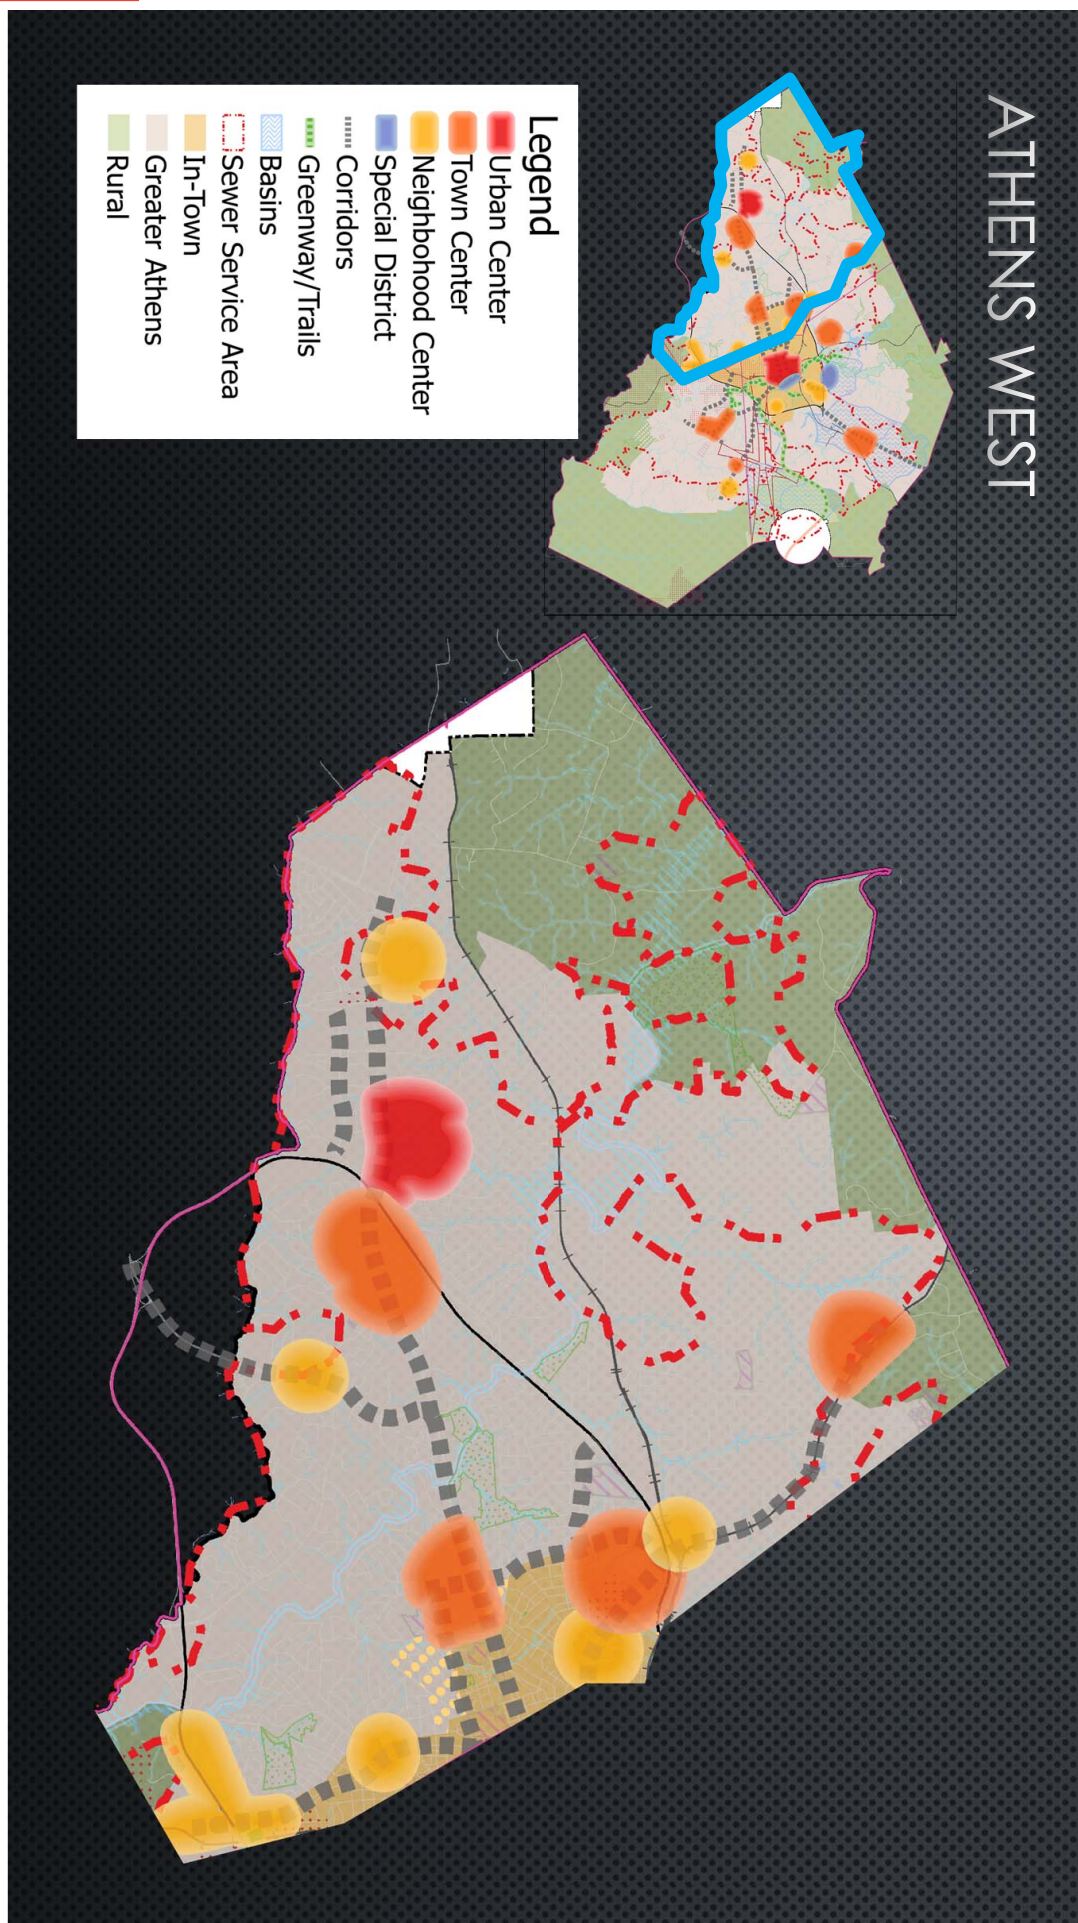 ATHENS WEST
Legend
Urban Center
Town Center
Neighbohood Center
Special District
Corridors
Greenway/Trails
Basins
Sewer Service Area
In-Town
Greater Athens
Rural